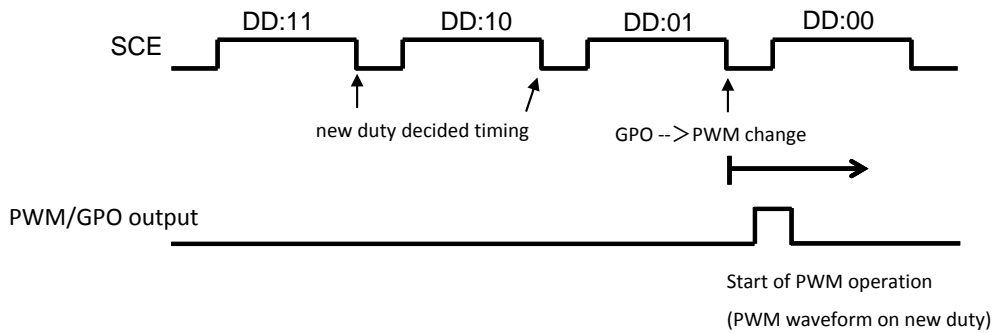 DD:11 DD:10 DD:01 DD:00
SCE
new duty decided timing
GPO -->PWM change
PWM/GPO output
Start of PWM operation
(PWM waveform on new duty)